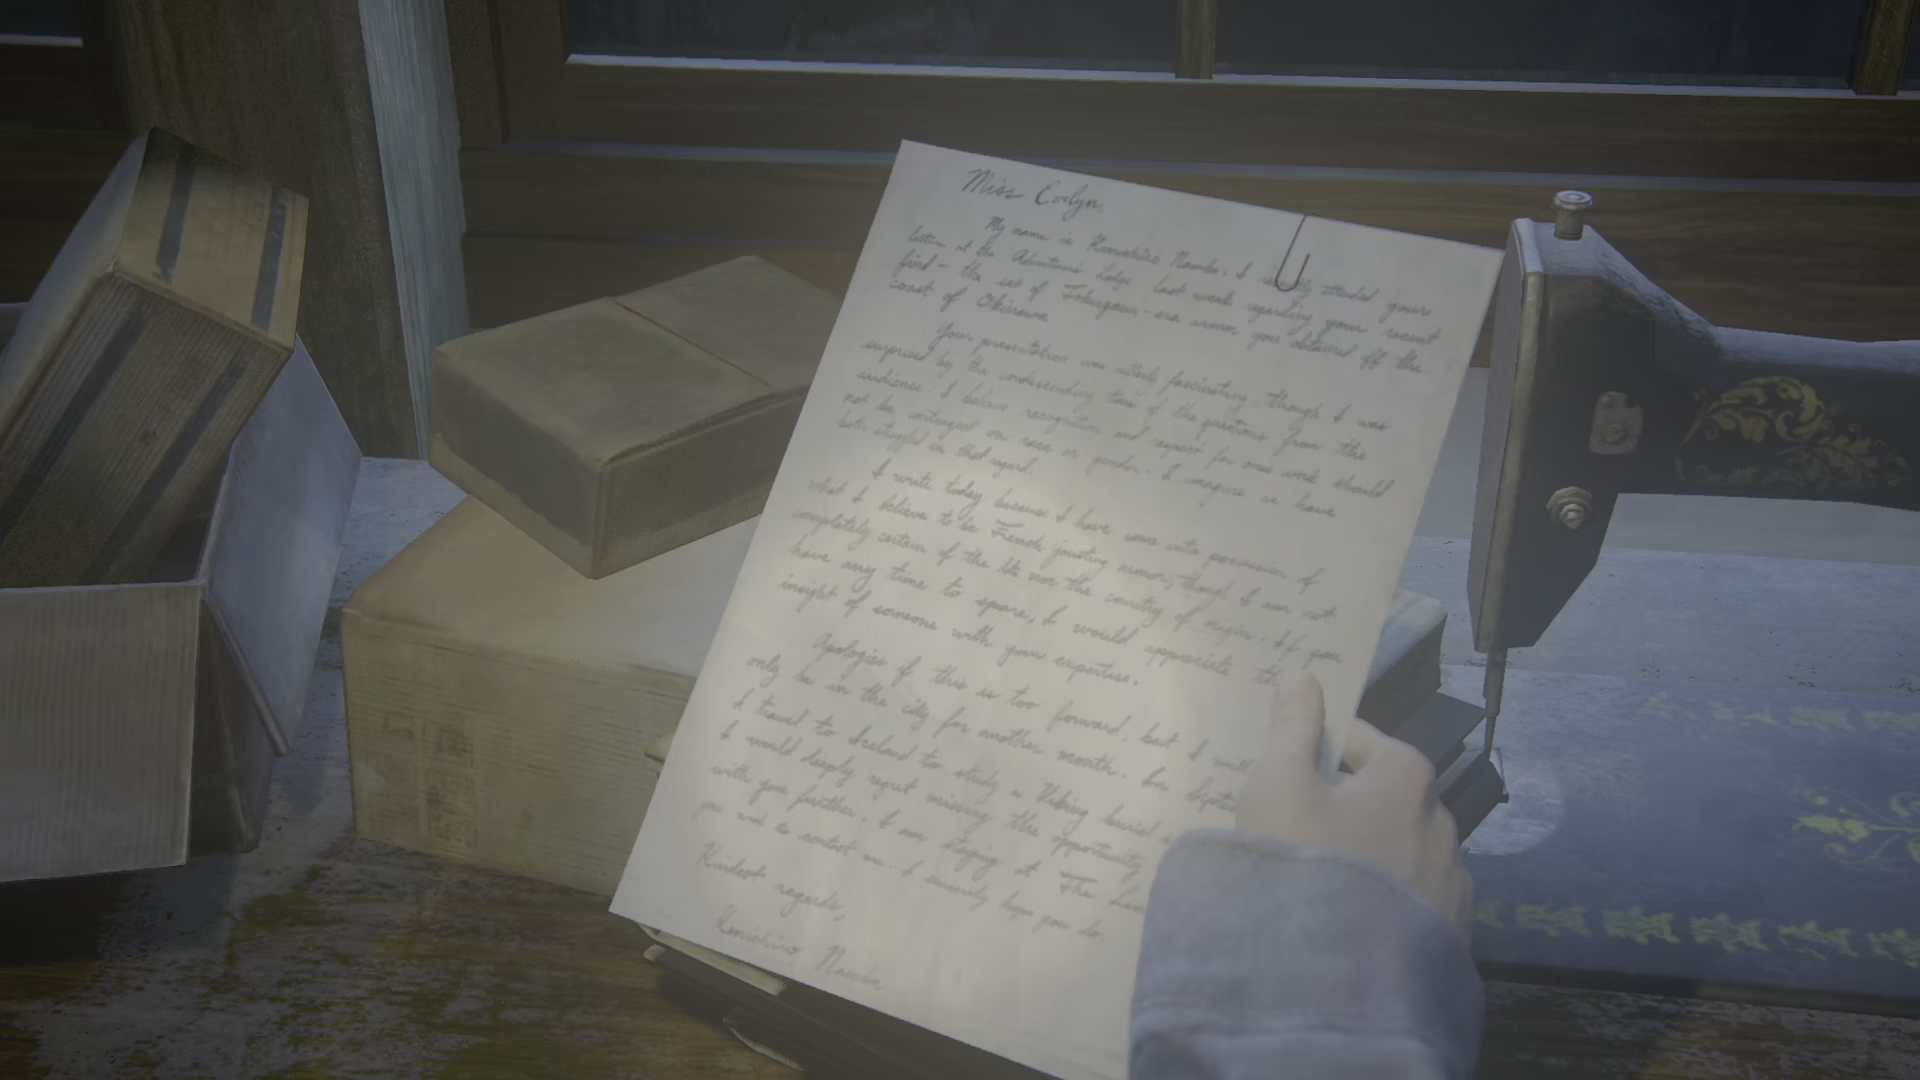 Miss Evelyn,
My name is Kenichiro Namba. I recently attended your
lecture at the Adventurers' Lodge last week regarding your recent
find - the set of Tokugawa-era armor you obtained off the
coast of Okinawa.
Your presentation was utterly fascinating, though I was
surprised by the condescending tone of the questions from the
audience. I believe recognition and respect for ones work should
not be contingent on race or gender. I imagine we have
both struggled in that regard.
I write today because I have come into possession of
what I believe to be French jousting armor, though I am not
completely certain of the date nor the country of origin. If you
have any time to spare, I would appreciate the
insight of someone with your expertise.
Apologies if this is too forward, but I will
only be in the city for another month. In
I travel to Ireland to study a Viking burial
I would deeply regret missing the opportunity
with you further. I am staying at The
you wish to contact me. I sincerely hope you do.
Kindest regards,
Kenichiro Namba